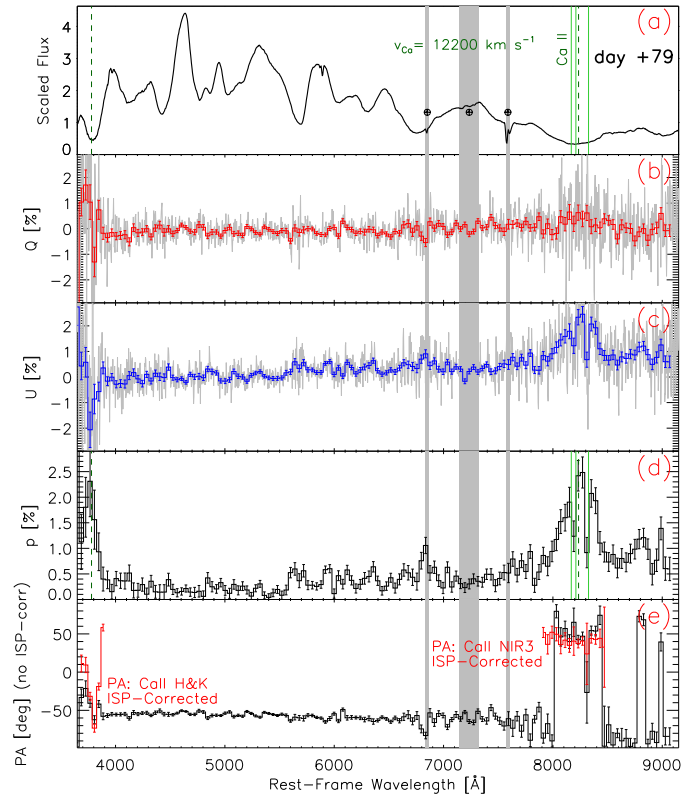 (a)
v_Ca= 12200 km s⁻¹
Ca II
day +79
Scaled Flux
4
3
2
1
0
(b)
Q [%]
2
1
0
−1
−2
(c)
U [%]
2
1
0
−1
−2
(d)
p [%]
2.5
2.0
1.5
1.0
0.5
0.0
(e)
PA [deg] (no ISP−corr)
50
0
−50
PA: CaII NIR3
ISP−Corrected
PA: CaII H&K
ISP−Corrected
4000 5000 6000 7000 8000 9000
Rest−Frame Wavelength [Å]